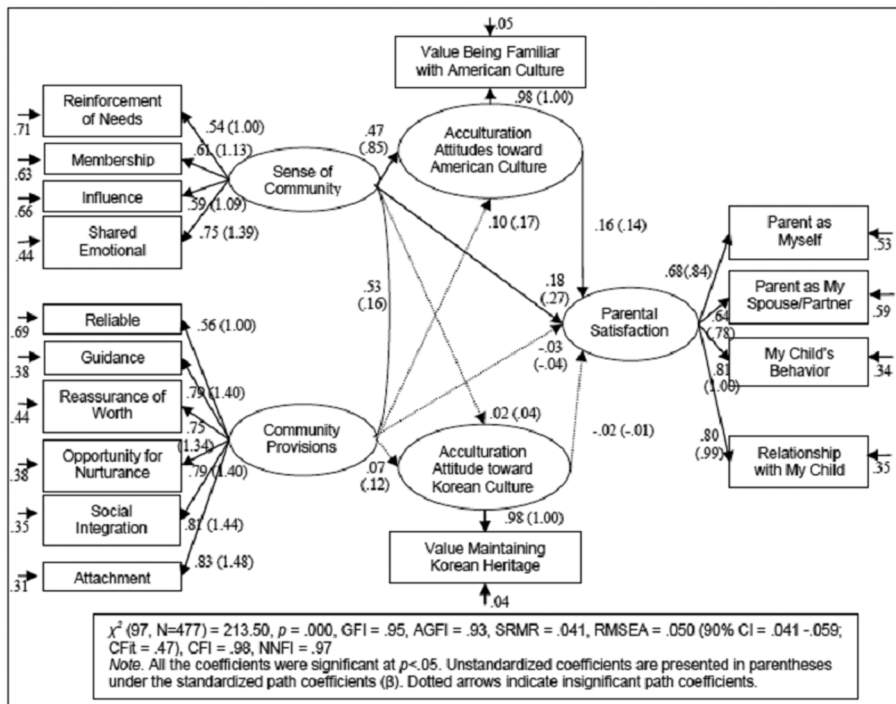 .05
Value Being Familiar
with American Culture
.98 (1.00)
Reinforcement
of Needs
.71
.54 (1.00)
Membership
.63
.61 (1.13)
Influence
.66
.59 (1.09)
Shared
Emotional
.44
.75 (1.39)
Sense of
Community
.47
(.85)
Acculturation
Attitudes toward
American Culture
.10 (.17)
.16 (.14)
.53
(.16)
.18
(.27)
Parental
Satisfaction
-.03
(-.04)
.68(.84)
Parent as
Myself
.53
.64
(.78)
Parent as My
Spouse/Partner
.59
.81
(1.00)
My Child's
Behavior
.34
.80
(.99)
Relationship
with My Child
.35
Reliable
.69
.56 (1.00)
Guidance
.38
.79 (1.40)
Reassurance of
Worth
.44
.75
(1.34)
Opportunity for
Nurturance
.38
.79 (1.40)
Social
Integration
.35
.81 (1.44)
Attachment
.31
.83 (1.48)
Community
Provisions
.07
(.12)
.02 (.04)
Acculturation
Attitude toward
Korean Culture
-.02 (-.01)
.98 (1.00)
Value Maintaining
Korean Heritage
.04
χ² (97, N=477) = 213.50, p = .000, GFI = .95, AGFI = .93, SRMR = .041, RMSEA = .050 (90% CI = .041 -.059;
CFit = .47), CFI = .98, NNFI = .97
Note. All the coefficients were significant at p<.05. Unstandardized coefficients are presented in parentheses
under the standardized path coefficients (β). Dotted arrows indicate insignificant path coefficients.